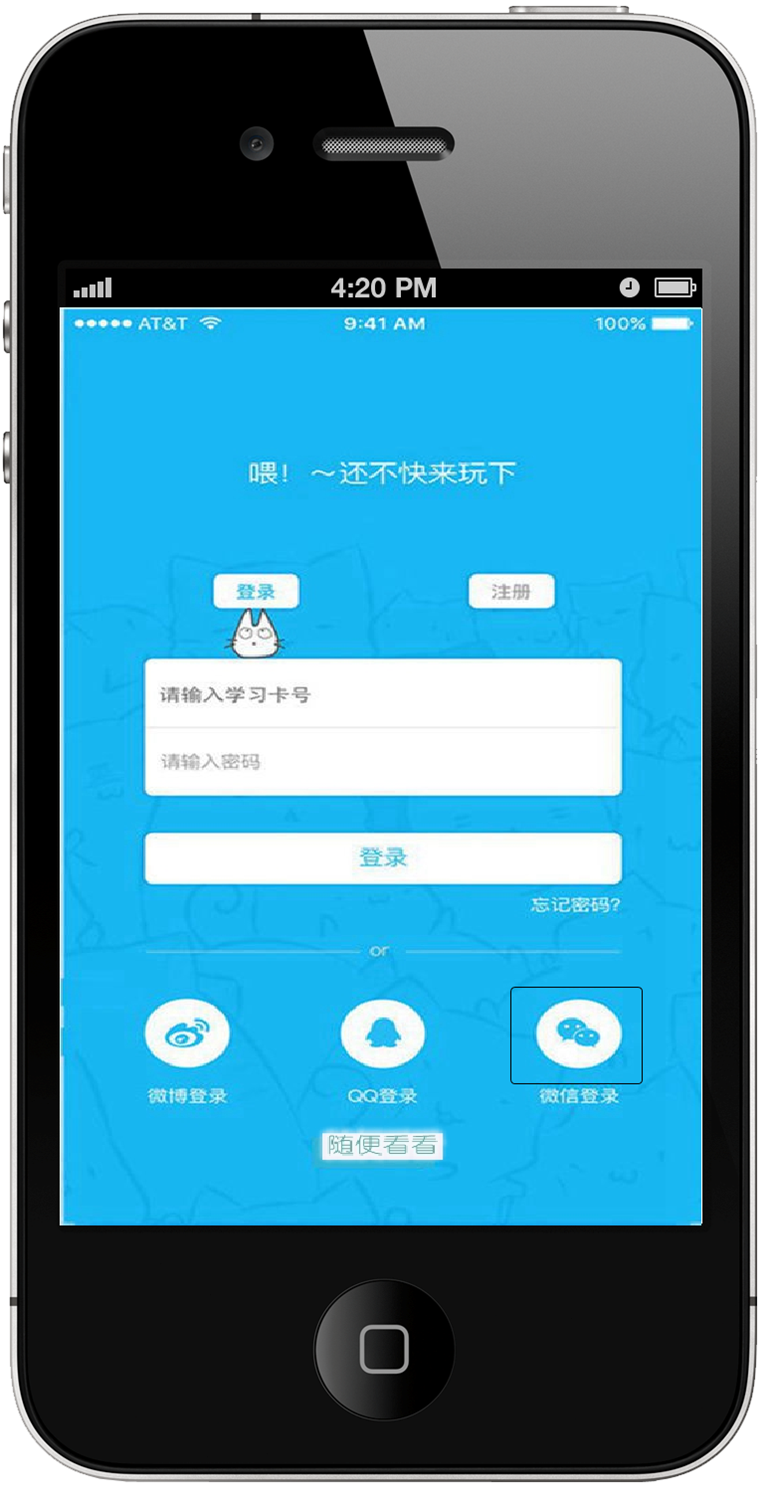 4:20 PM
AT&T 9:41 AM 100%
喂！～还不快来玩下
登录 注册
请输入学习卡号
请输入密码
登录
忘记密码?
or
微博登录 QQ登录 微信登录
随便看看